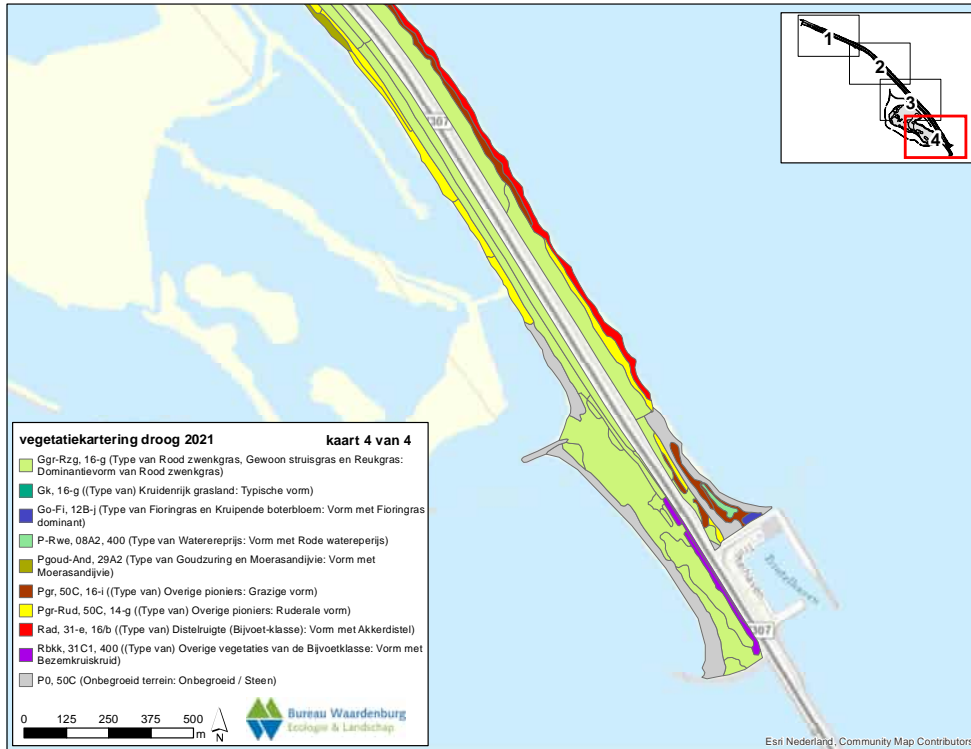 1
2
3
4
307
vegetatiekartering droog 2021 kaart 4 van 4
Ggr-Rzg, 16-g (Type van Rood zwenkgras, Gewoon struisgras en Reukgras:
Dominantievorm van Rood zwenkgras)
Gk, 16-g ((Type van) Kruidenrijk grasland: Typische vorm)
Go-Fi, 12B-j (Type van Fioringras en Kruipende boterbloem: Vorm met Fioringras
dominant)
P-Rwe, 08A2, 400 (Type van Waterereprijs: Vorm met Rode watereprijs)
Pgoud-And, 29A2 (Type van Goudzuring en Moerasandijvie: Vorm met
Moerasandijvie)
Pgr, 50C, 16-i ((Type van) Overige pioniers: Grazige vorm)
Pgr-Rud, 50C, 14-g ((Type van) Overige pioniers: Ruderale vorm)
Rad, 31-e, 16/b ((Type van) Distelruigte (Bijvoet-klasse): Vorm met Akkerdistel)
Rbkk, 31C1, 400 ((Type van) Overige vegetaties van de Bijvoetklasse: Vorm met
Bezemkruiskruid)
P0, 50C (Onbegroeid terrein: Onbegroeid / Steen)
0 125 250 375 500
m
N
Bureau Waardenburg
Ecologie & Landschap
307
Esri Nederland, Community Map Contributors